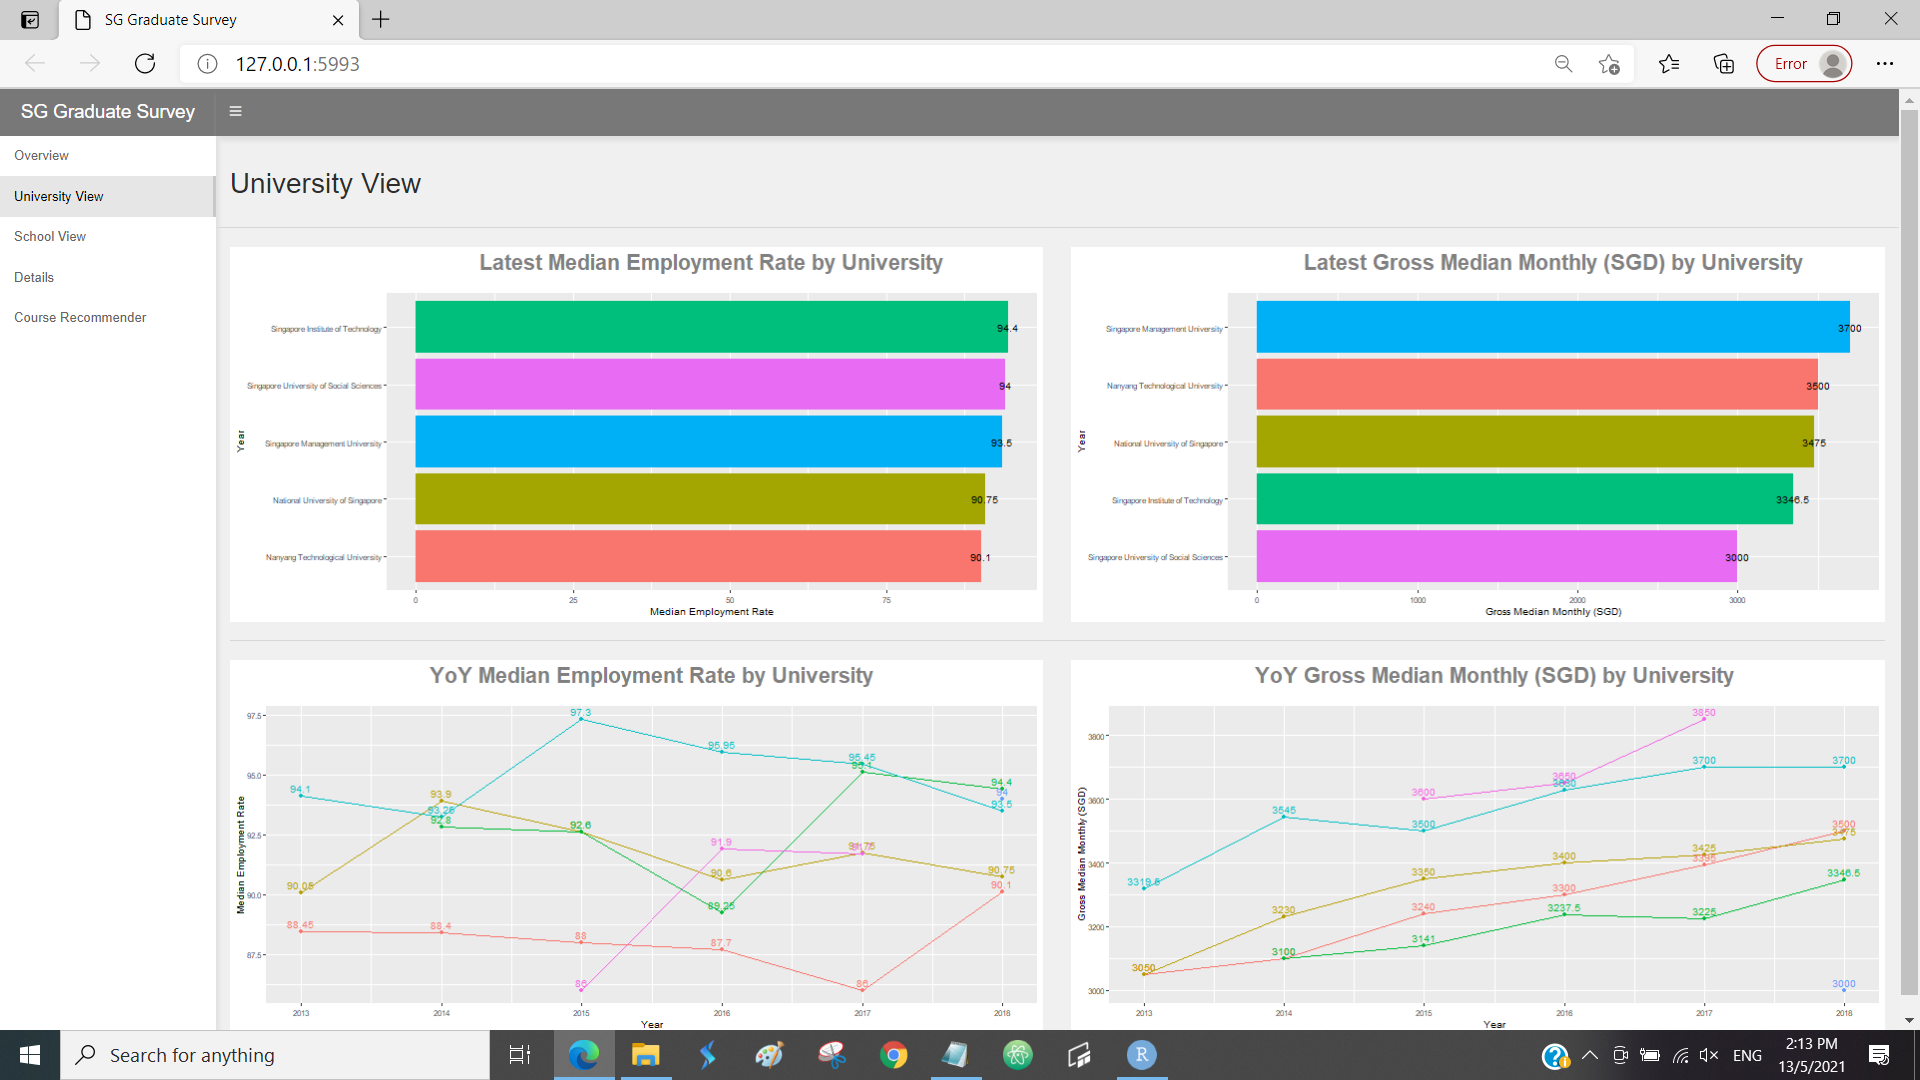 SG Graduate Survey
127.0.0.1:5993
Error
SG Graduate Survey
Overview
University View
School View
Details
Course Recommender
University View
Latest Median Employment Rate by University
Year
Singapore Institute of Technology
94.4
Singapore University of Social Sciences
94
Singapore Management University
93.5
National University of Singapore
90.75
Nanyang Technological University
90.1
0 25 50 75
Median Employment Rate
Latest Gross Median Monthly (SGD) by University
Year
Singapore Management University
3700
Nanyang Technological University
3500
National University of Singapore
3475
Singapore Institute of Technology
3346.5
Singapore University of Social Sciences
3000
0 1000 2000 3000
Gross Median Monthly (SGD)
YoY Median Employment Rate by University
Median Employment Rate
97.5
95.0
92.5
90.0
87.5
97.3
95.95
95.45
95.1
94.1
93.9
93.25
92.8
92.6
94.4
94
93.5
91.9
91.75
90.6
90.75
90.05
90.1
89.25
88.45
88.4
88
87.7
86
86
2013 2014 2015 2016 2017 2018
Year
YoY Gross Median Monthly (SGD) by University
Gross Median Monthly (SGD)
3800
3600
3400
3200
3000
3850
3700
3700
3650
3630
3600
3545
3500
3500
3475
3425
3395
3400
3350
3346.5
3319.5
3300
3240
3230
3237.5
3225
3141
3100
3050
3000
2013 2014 2015 2016 2017 2018
Year
Search for anything
R
ENG
2:13 PM
13/5/2021